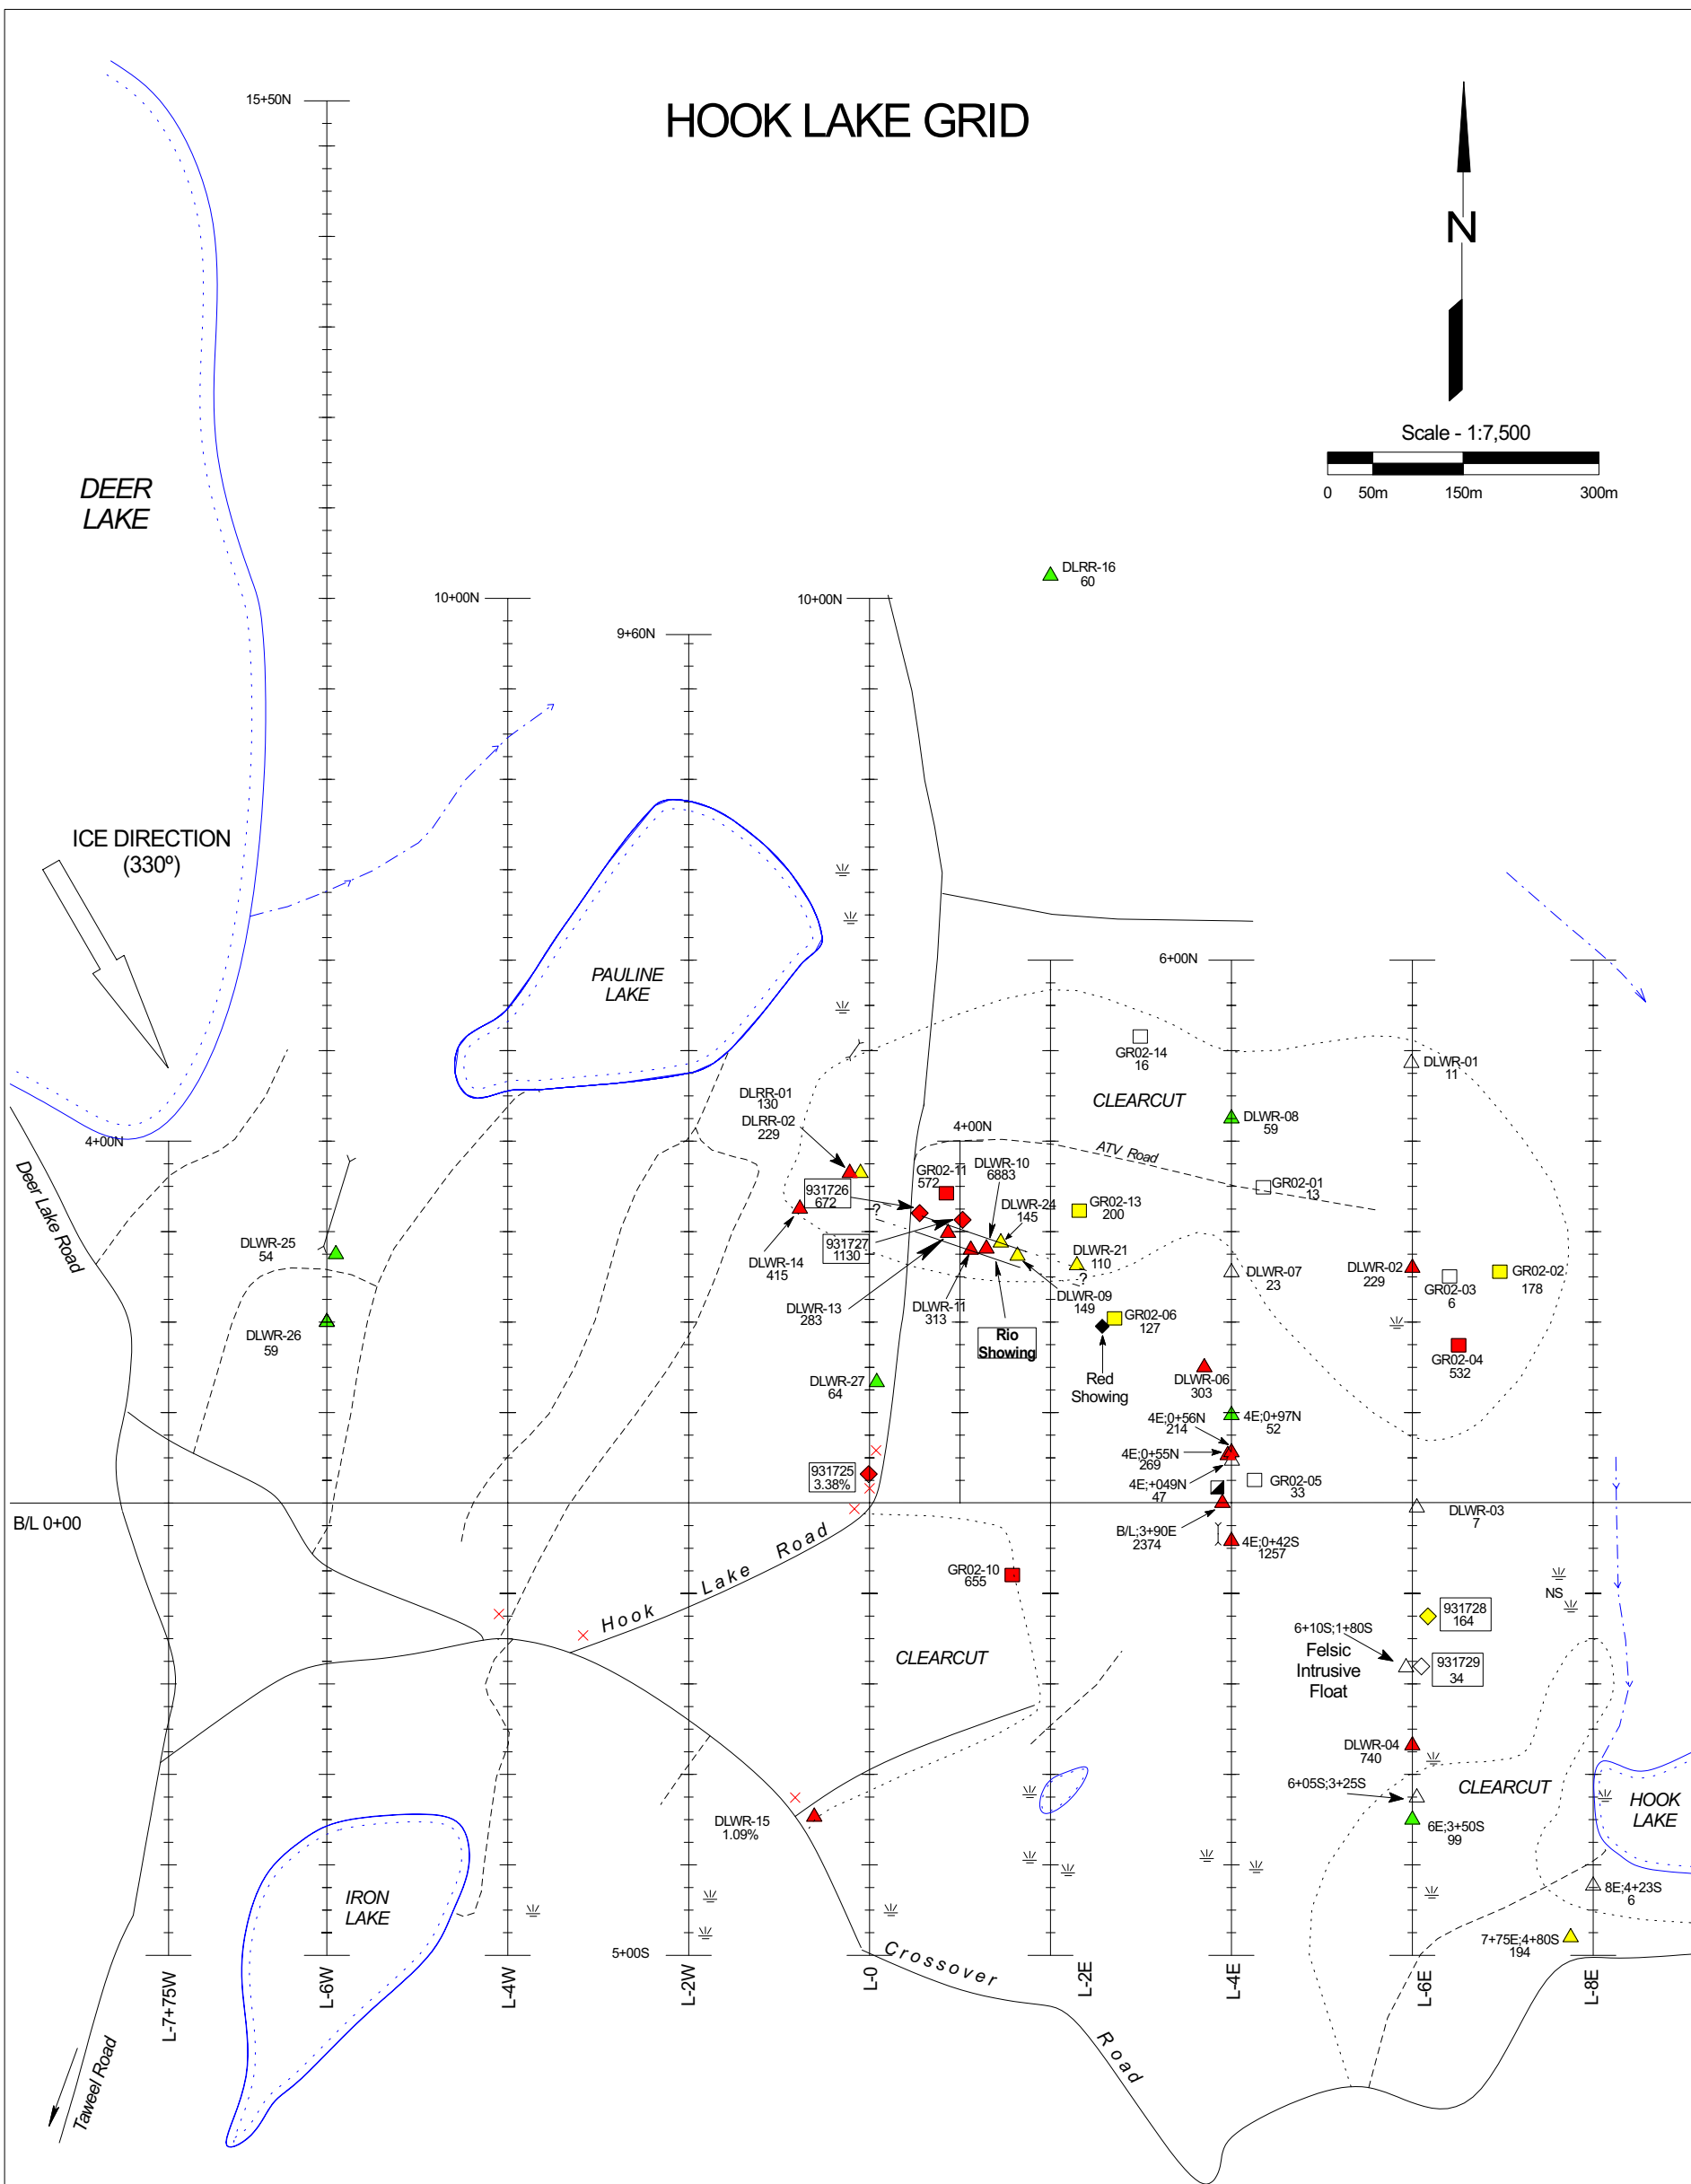 15+50N
HOOK LAKE GRID
N
Scale - 1:7,500
0 50m 150m 300m
DEER
LAKE
DLRR-16
60
10+00N
10+00N
9+60N
ICE DIRECTION
(330º)
PAULINE
LAKE
6+00N
GR02-14
16
DLWR-01
11
CLEARCUT
DLRR-01
130
DLRR-02
229
DLWR-08
59
4+00N
4+00N
ATV Road
Deer Lake Road
GR02-11
572
DLWR-10
6883
GR02-01
13
931726
672
?
DLWR-24
145
GR02-13
200
DLWR-25
54
DLWR-14
415
931727
1130
DLWR-21
110
?
DLWR-07
23
DLWR-02
229
GR02-03
6
GR02-02
178
DLWR-13
283
DLWR-11
313
DLWR-09
149
DLWR-26
59
Rio
Showing
GR02-06
127
GR02-04
532
Red
Showing
DLWR-27
64
DLWR-06
303
4E;0+56N
214
4E;0+97N
52
4E;0+55N
269
931725
3.38%
4E;+049N
47
GR02-05
33
B/L 0+00
DLWR-03
7
B/L;3+90E
2374
4E;0+42S
1257
Hook Lake Road
GR02-10
655
NS
931728
164
6+10S;1+80S
Felsic
Intrusive
Float
931729
34
CLEARCUT
DLWR-04
740
6+05S;3+25S
CLEARCUT
HOOK
LAKE
DLWR-15
1.09%
6E;3+50S
99
IRON
LAKE
8E;4+23S
6
7+75E;4+80S
194
5+00S
Crossover Road
L-7+75W
L-6W
L-4W
L-2W
L-0
L-2E
L-4E
L-6E
L-8E
Taweel Road